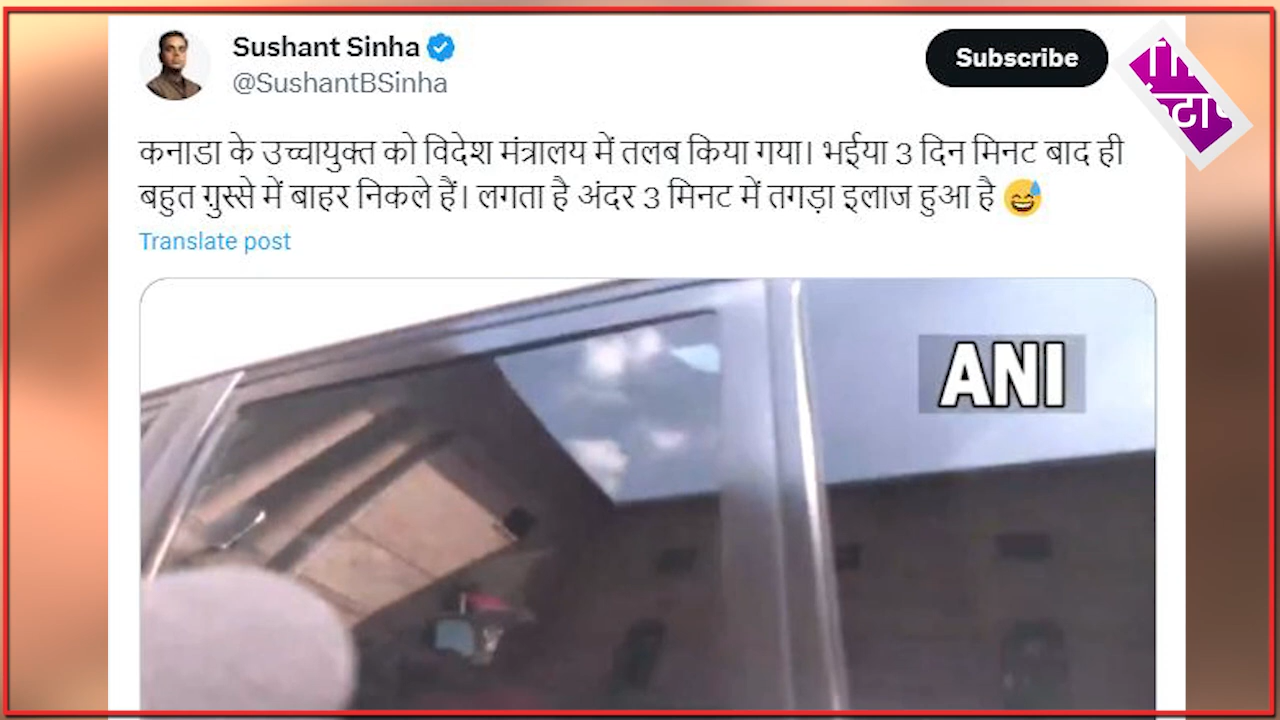 Sushant Sinha
@SushantBSinha
Subscribe
कनाडा के उच्चायुक्त को विदेश मंत्रालय में तलब किया गया। भईया 3 दिन मिनट बाद ही
बहुत ग़ुस्से में बाहर निकले हैं। लगता है अंदर 3 मिनट में तगड़ा इलाज हुआ है 😅
Translate post
ANI